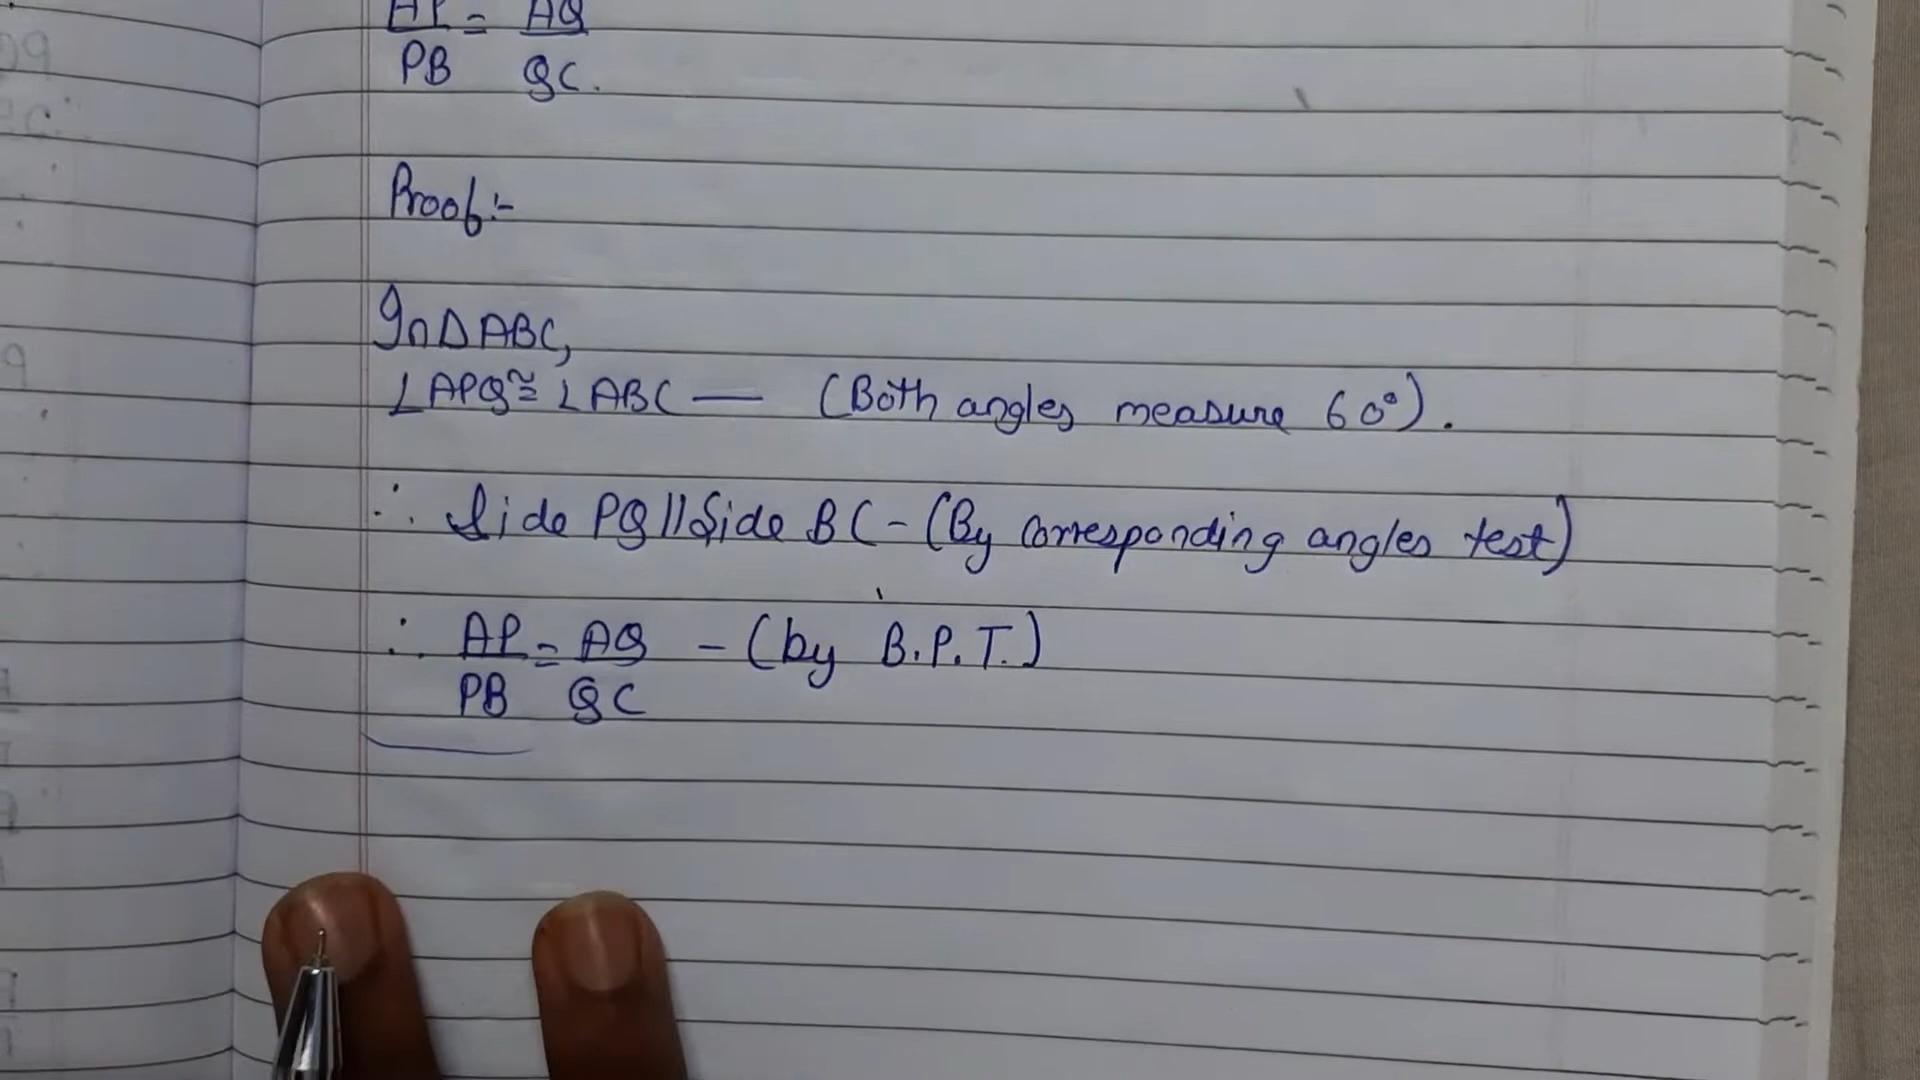 AP = AQ
PB QC.
Proof:-
In △ABC,
∠APQ ≅ ∠ABC — (Both angles measure 60°).
∴ Side PQ || Side BC - (By corresponding angles test)
∴ AP = AQ - (by B.P.T.)
PB QC